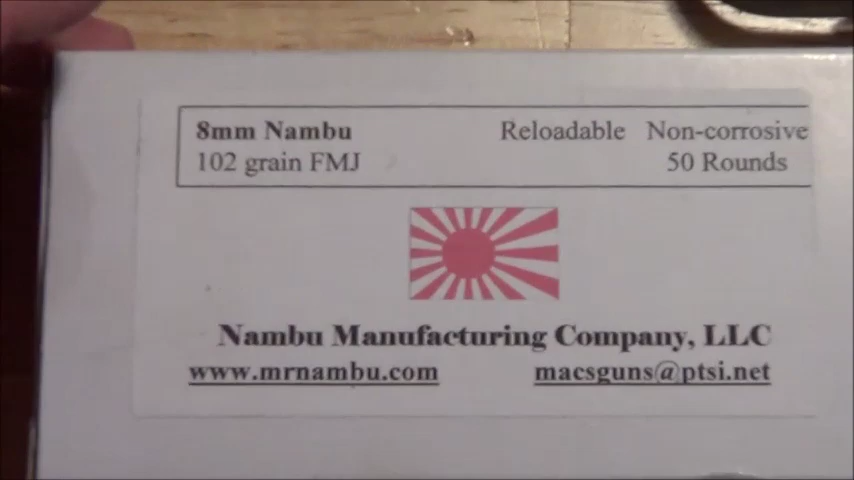 8mm Nambu Reloadable Non-corrosive
102 grain FMJ 50 Rounds
Nambu Manufacturing Company, LLC
www.mrnambu.com macsguns@ptsi.net